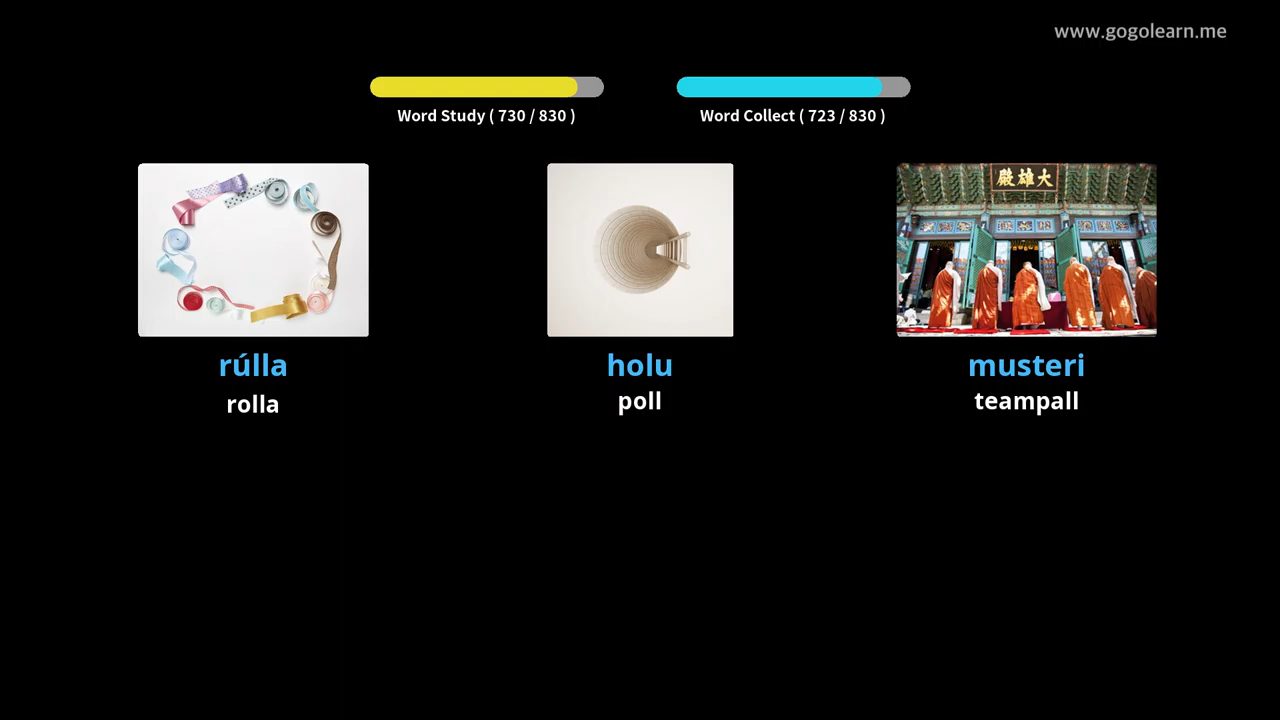 www.gogolearn.me
Word Study ( 730 / 830 )
Word Collect ( 723 / 830 )
殿雄大
rúlla
holu
musteri
rolla
poll
teampall